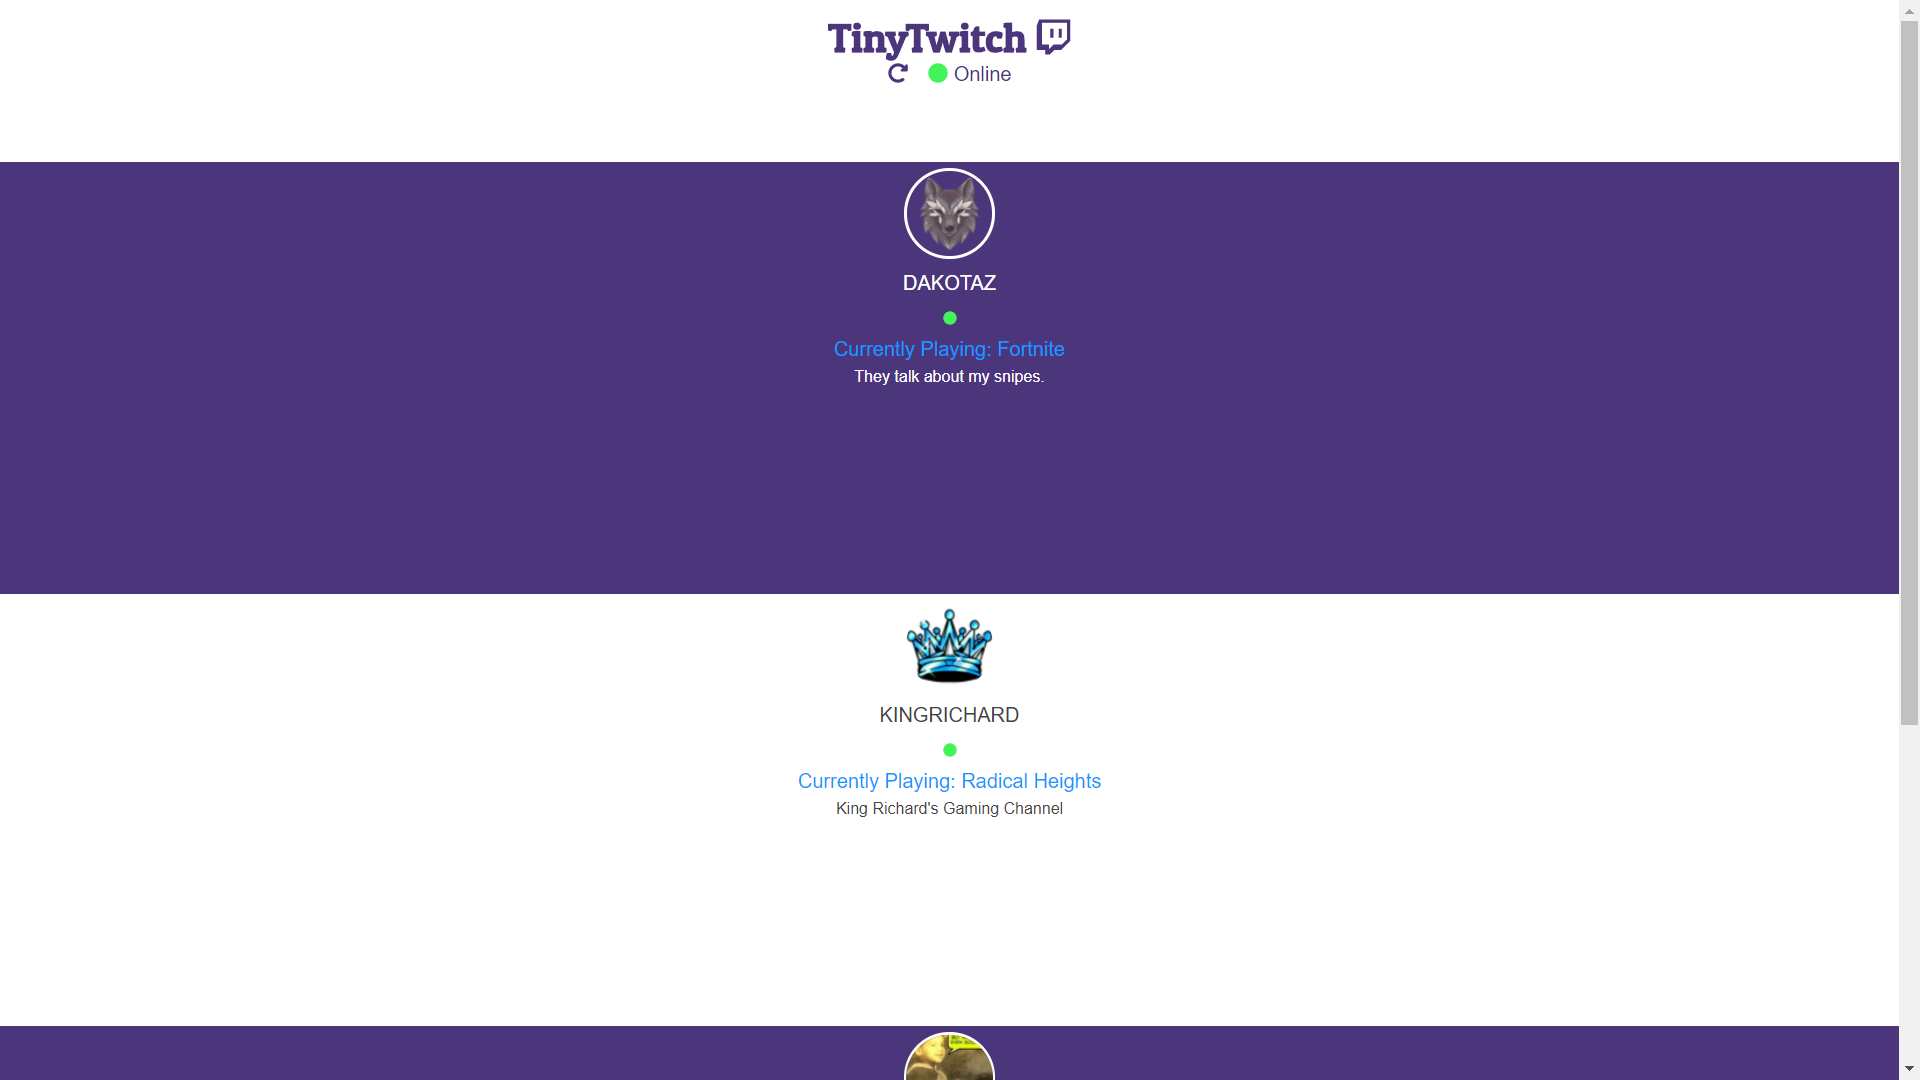 TinyTwitch
Online
DAKOTAZ
Currently Playing: Fortnite
They talk about my snipes.
KINGRICHARD
Currently Playing: Radical Heights
King Richard's Gaming Channel